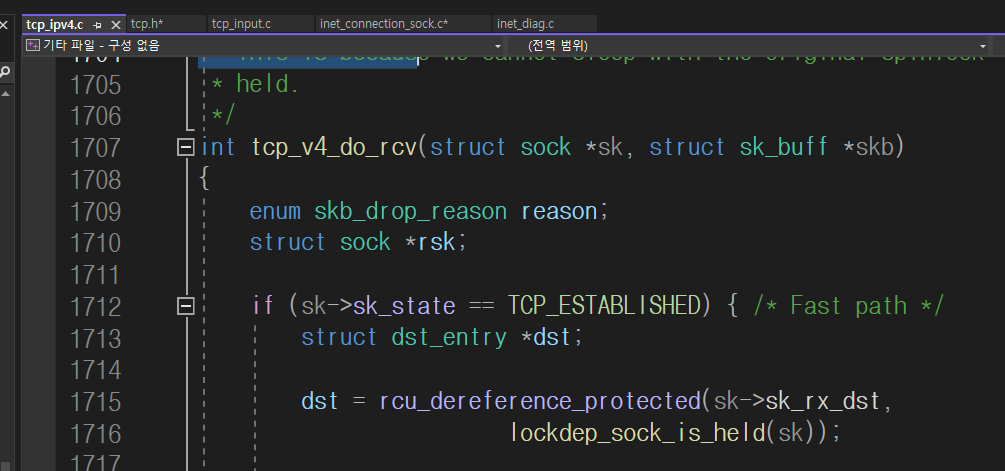 tcp_ipv4.c tcp.h* tcp_input.c inet_connection_sock.c* inet_diag.c
기타 파일 - 구성 없음 (전역 범위)
1705 * held.
1706 */
1707 int tcp_v4_do_rcv(struct sock *sk, struct sk_buff *skb)
1708 {
1709 enum skb_drop_reason reason;
1710 struct sock *rsk;
1711
1712 if (sk->sk_state == TCP_ESTABLISHED) { /* Fast path */
1713 struct dst_entry *dst;
1714
1715 dst = rcu_dereference_protected(sk->sk_rx_dst,
1716 lockdep_sock_is_held(sk));
1717